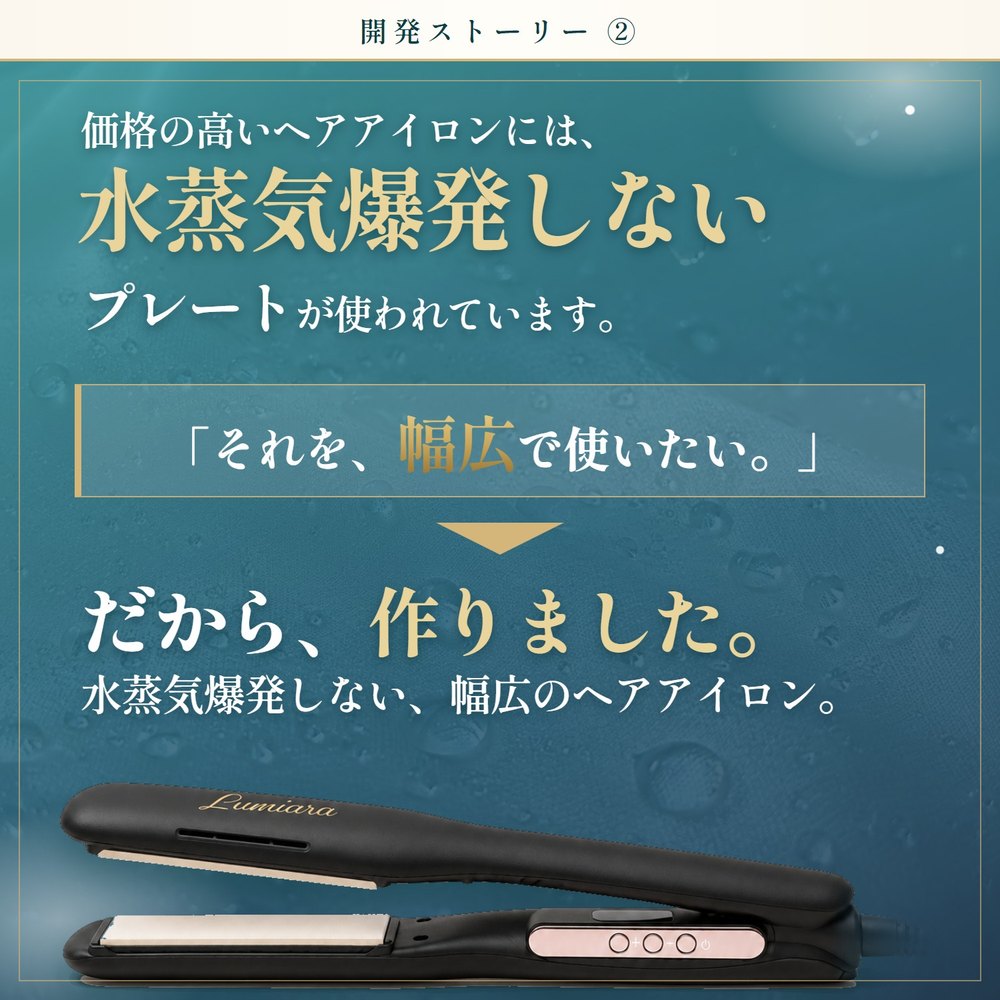 開発ストーリー ②
価格の高いヘアアイロンには、
水蒸気爆発しない
プレートが使われています。
「それを、幅広で使いたい。」
だから、作りました。
水蒸気爆発しない、幅広のヘアアイロン。
Lumiara